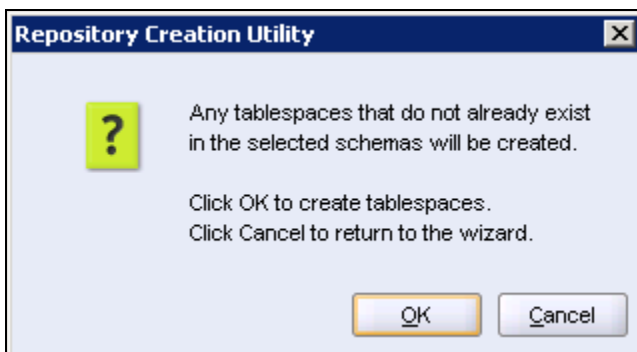 Repository Creation Utility
Any tablespaces that do not already exist
in the selected schemas will be created.
Click OK to create tablespaces.
Click Cancel to return to the wizard.
OK
Cancel